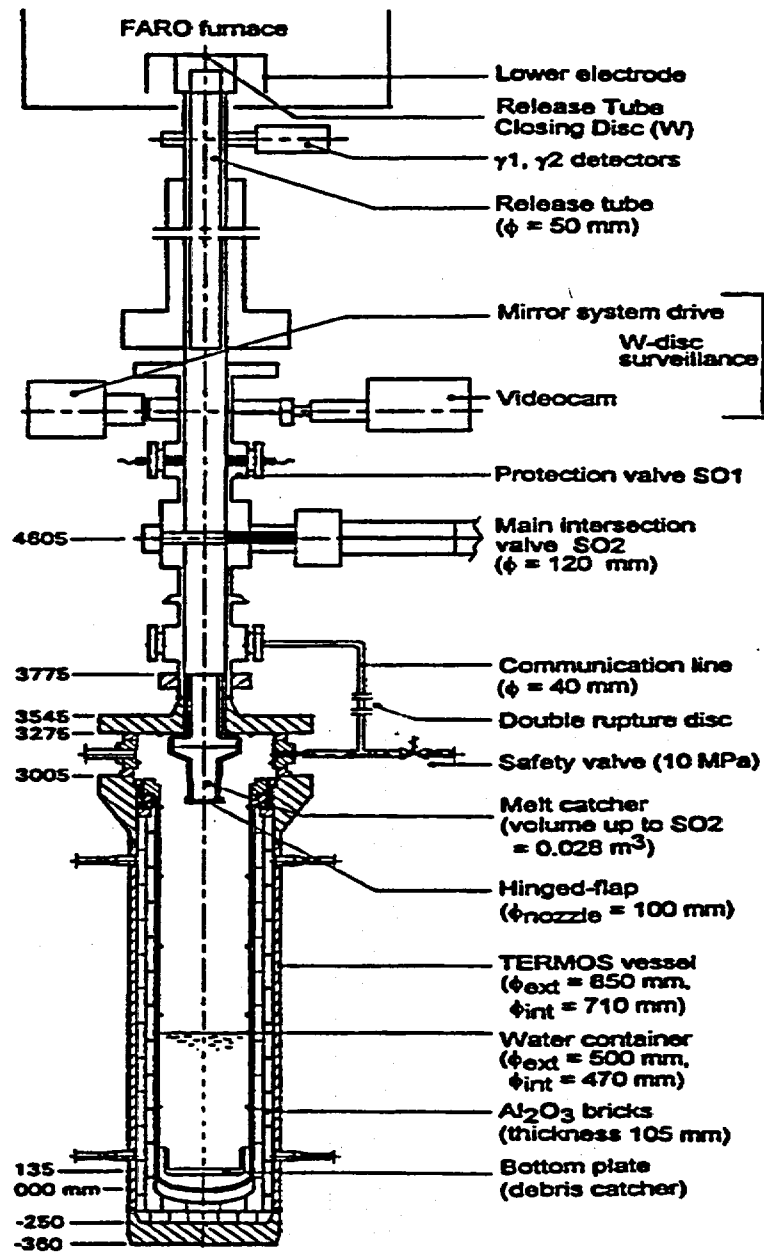 FARO furnace
Lower electrode
Release Tube
Closing Disc (W)
γ1, γ2 detectors
Release tube
(ϕ = 50 mm)
Mirror system drive
W-disc
surveillance
Videocam
Protection valve SO1
4605
Main intersection
valve SO2
(ϕ = 120 mm)
3775
Communication line
(ϕ = 40 mm)
3545
Double rupture disc
3275
Safety valve (10 MPa)
3005
Melt catcher
(volume up to SO2
= 0.028 m³)
Hinged-flap
(ϕnozzle = 100 mm)
TERMOS vessel
(ϕext = 850 mm,
ϕint = 710 mm)
Water container
(ϕext = 500 mm,
ϕint = 470 mm)
Al₂O₃ bricks
(thickness 105 mm)
135
Bottom plate
000 mm
(debris catcher)
-250
-360